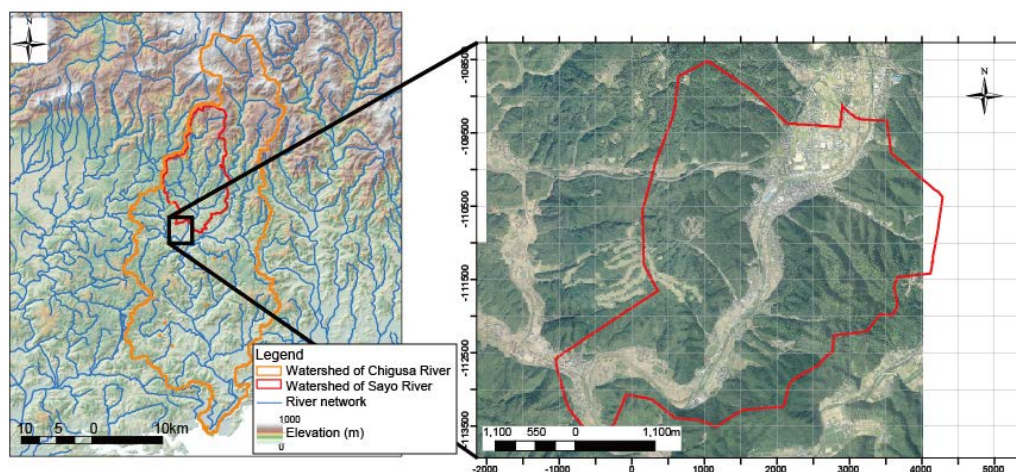 N
Legend
Watershed of Chigusa River
Watershed of Sayo River
River network
1000
Elevation (m)
0
10 5 0 10km
N
-108500
-109500
-110500
-111500
-112500
-113500
1,100 550 0 1,100m
-2000 -1000 0 1000 2000 3000 4000 5000